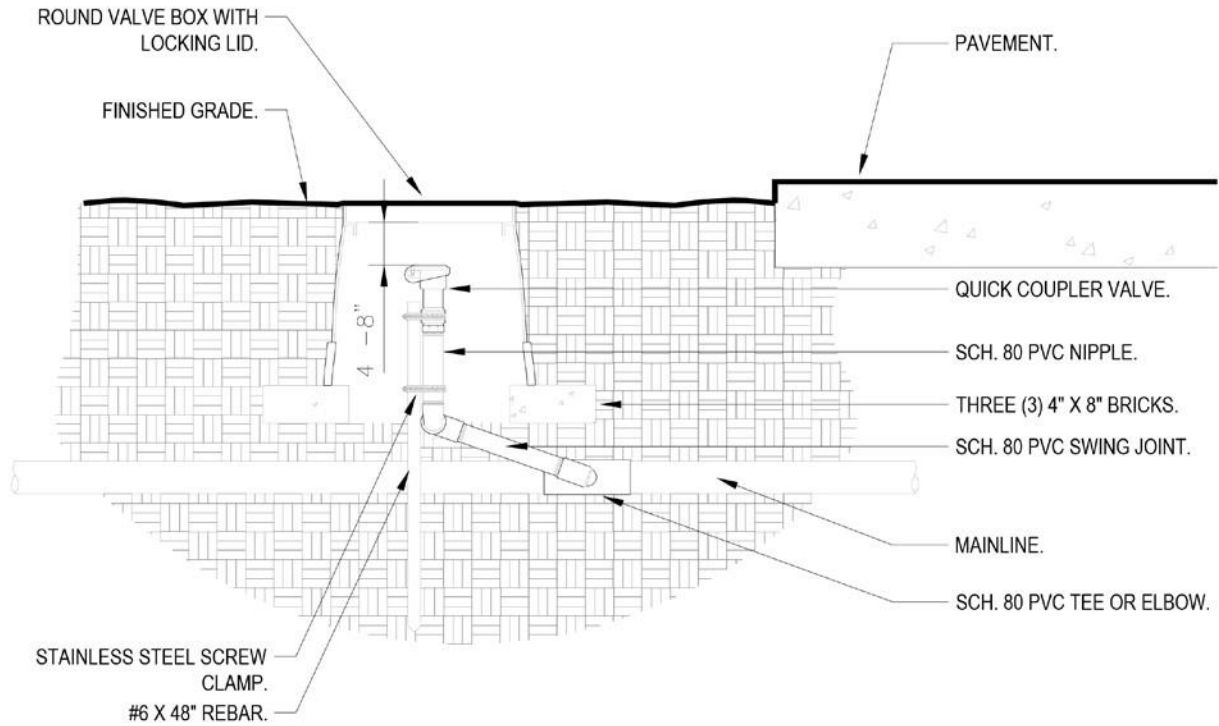 ROUND VALVE BOX WITH
LOCKING LID.
PAVEMENT.
FINISHED GRADE.
4 -8"
QUICK COUPLER VALVE.
SCH. 80 PVC NIPPLE.
THREE (3) 4" X 8" BRICKS.
SCH. 80 PVC SWING JOINT.
MAINLINE.
SCH. 80 PVC TEE OR ELBOW.
STAINLESS STEEL SCREW
CLAMP.
#6 X 48" REBAR.